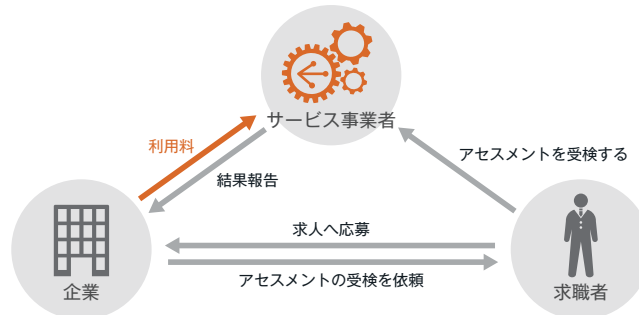 サービス事業者
利用料
アセスメントを受検する
結果報告
求人へ応募
アセスメントの受検を依頼
企業
求職者